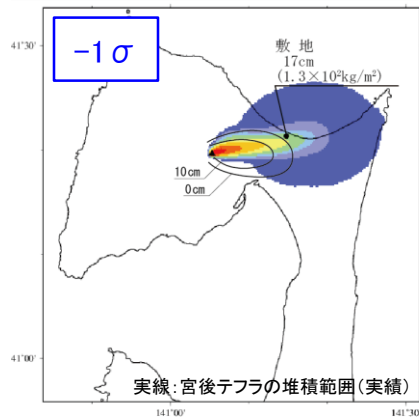 41°30′
−1σ
敷 地
17cm
(1.3×10²kg/m²)
10cm
0cm
41°00′
実線:宮後テフラの堆積範囲(実績)
141°00′
141°30′